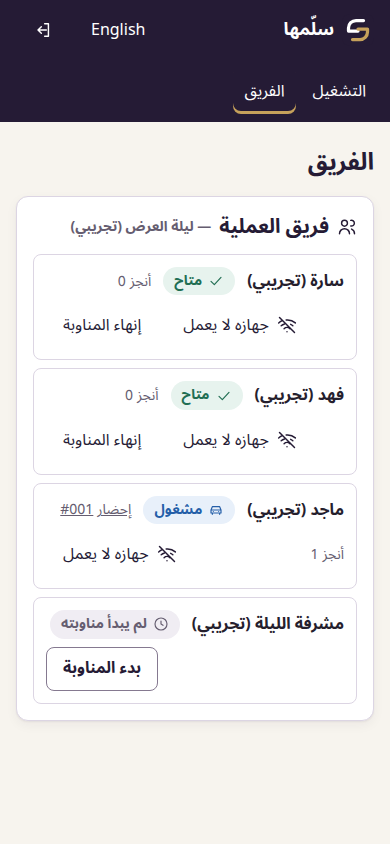 سلّمها
English
التشغيل
الفريق
الفريق
فريق العملية — ليلة العرض (تجريبي)
سارة (تجريبي) متاح أنجز 0
جهازه لا يعمل إنهاء المناوبة
فهد (تجريبي) متاح أنجز 0
جهازه لا يعمل إنهاء المناوبة
ماجد (تجريبي) مشغول إحضار #001
أنجز 1 جهازه لا يعمل
مشرفة الليلة (تجريبي) لم يبدأ مناوبته
بدء المناوبة